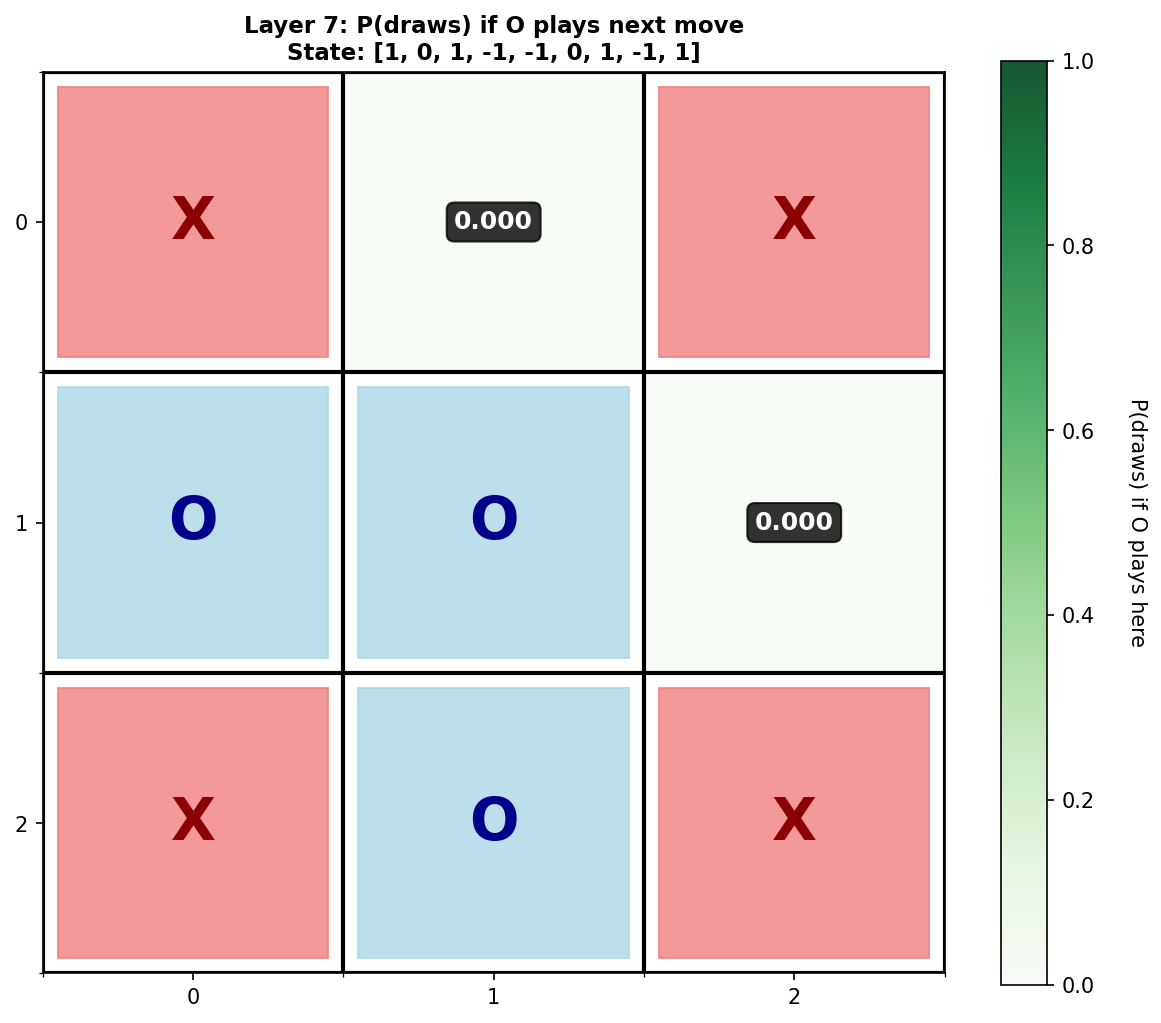 Layer 7: P(draws) if O plays next move
State: [1, 0, 1, -1, -1, 0, 1, -1, 1]
0
X
0.000
X
1
O
O
0.000
2
X
O
X
0
1
2
1.0
0.8
0.6
0.4
0.2
0.0
P(draws) if O plays here